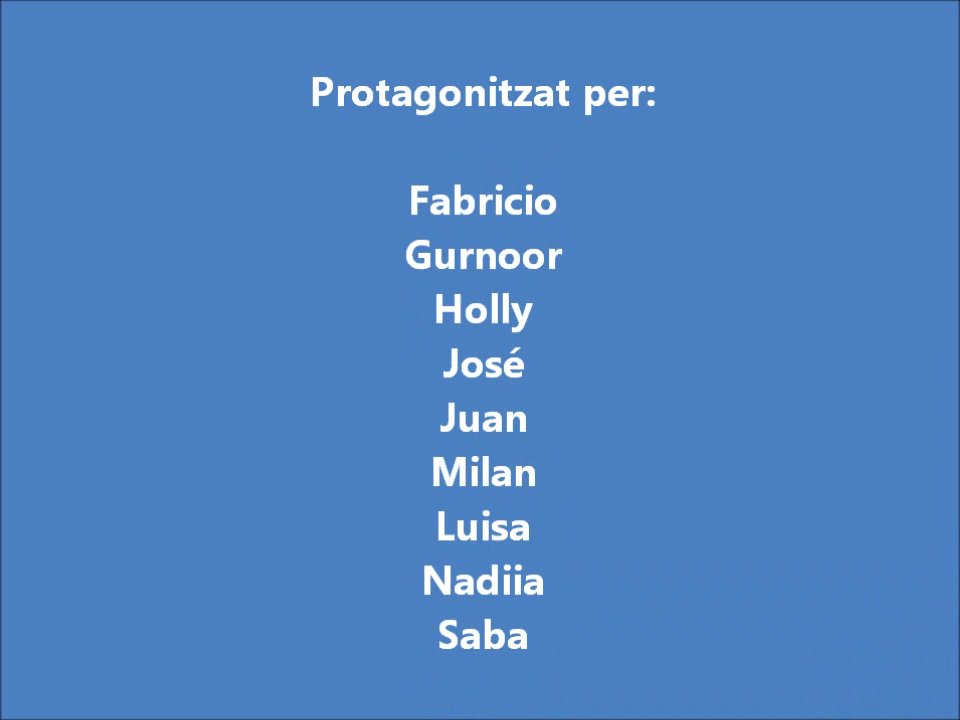 Protagonitzat per:
Fabricio
Gurnoor
Holly
José
Juan
Milan
Luisa
Nadiia
Saba